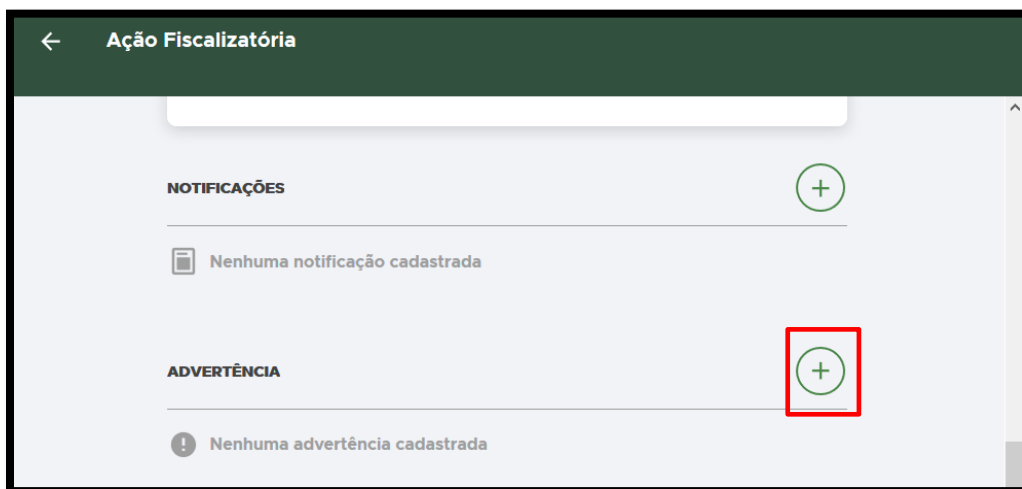 Ação Fiscalizatória
NOTIFICAÇÕES
Nenhuma notificação cadastrada
ADVERTÊNCIA
Nenhuma advertência cadastrada